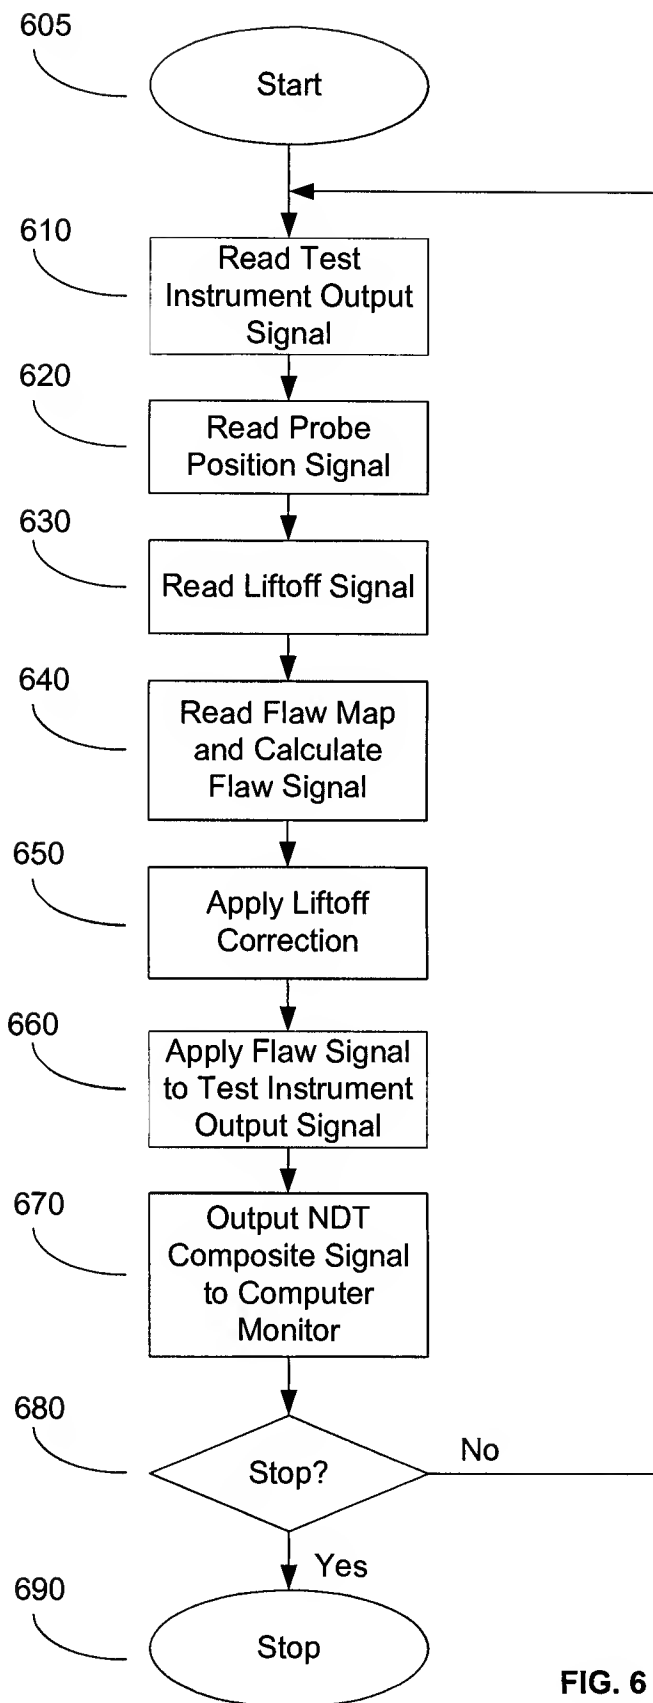 605
Start
610
Read Test
Instrument Output
Signal
620
Read Probe
Position Signal
630
Read Liftoff Signal
640
Read Flaw Map
and Calculate
Flaw Signal
650
Apply Liftoff
Correction
660
Apply Flaw Signal
to Test Instrument
Output Signal
670
Output NDT
Composite Signal
to Computer
Monitor
680
Stop?
No
Yes
690
Stop
FIG. 6